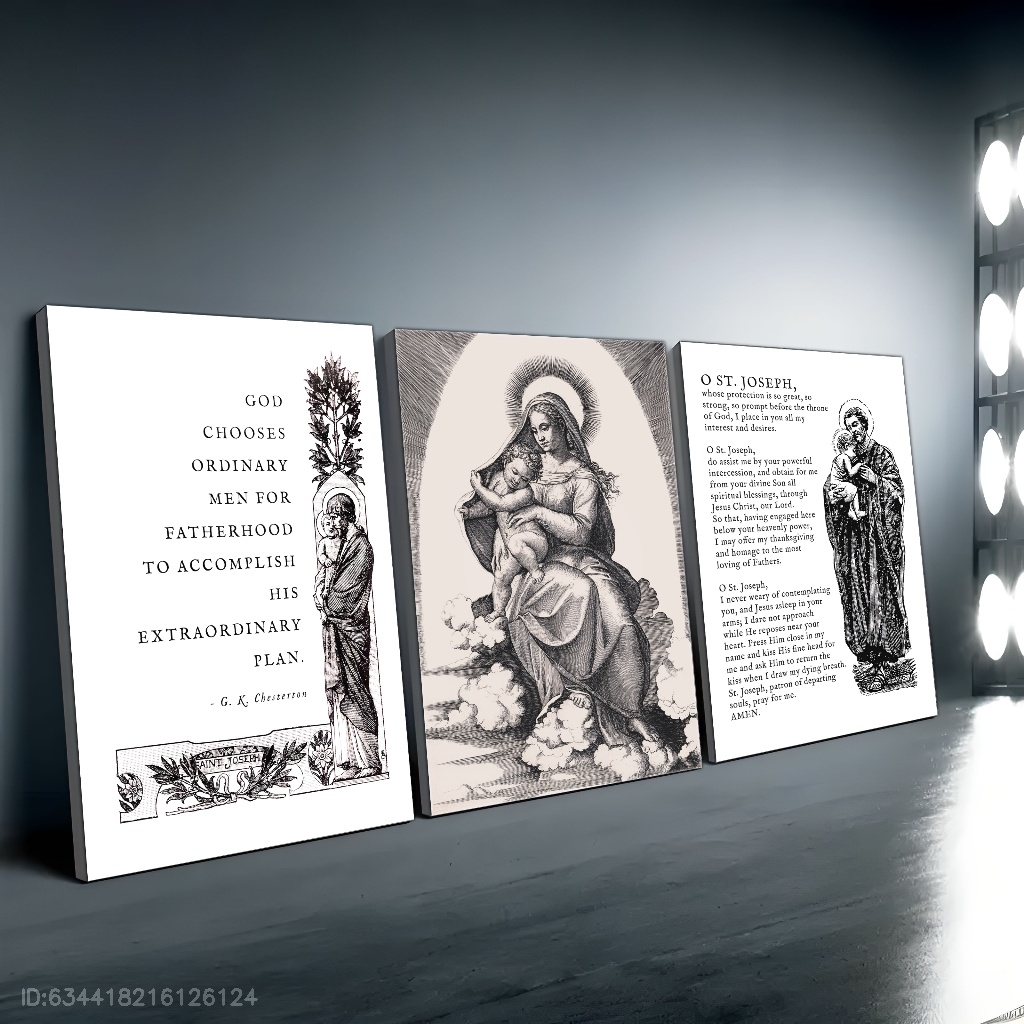 GOD
CHOOSES
ORDINARY
MEN FOR
FATHERHOOD
TO ACCOMPLISH
HIS
EXTRAORDINARY
PLAN.
- G. K. Chesterton
SAINT JOSEPH
O ST. JOSEPH,
whose protection is so great, so
strong, so prompt before the throne
of God, I place in you all my
interest and desires.
O St. Joseph,
do assist me by your powerful
intercession, and obtain for me
from your divine Son all
spiritual blessings, through
Jesus Christ, our Lord.
So that, having engaged here
below your heavenly power,
I may offer my thanksgiving
and homage to the most
loving of Fathers.
O St. Joseph,
I never weary of contemplating
you, and Jesus asleep in your
arms; I dare not approach
while He reposes near your
heart. Press Him close in my
name and kiss His fine head for
me and ask Him to return the
kiss when I draw my dying breath.
St. Joseph, patron of departing
souls, pray for me.
AMEN.
ID:634418216126124